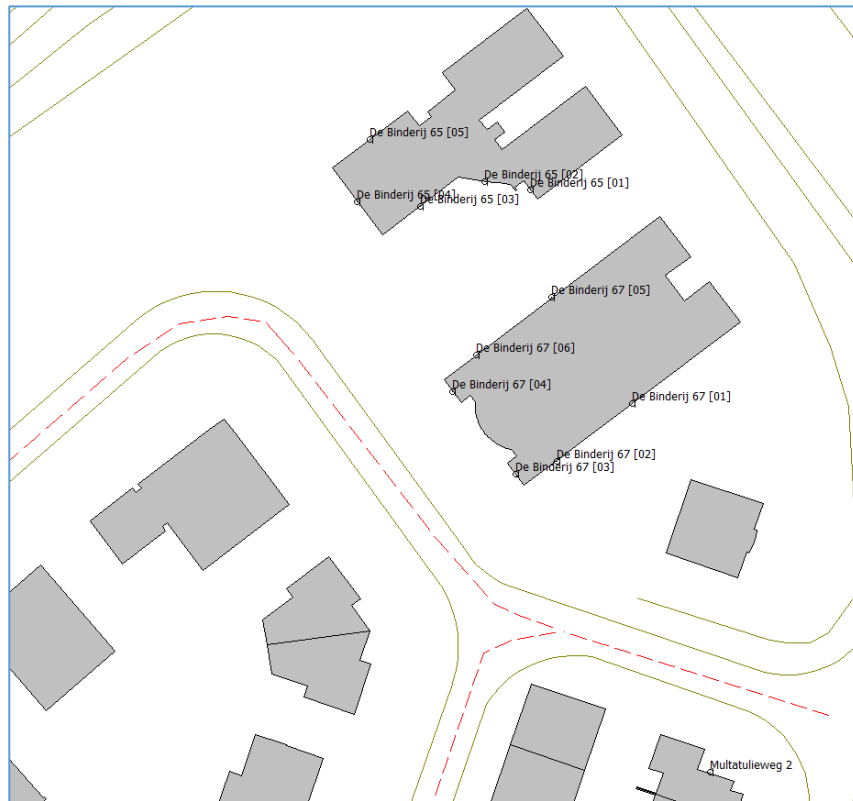 De Binderij 65 [05]
De Binderij 65 [02]
De Binderij 65 [01]
De Binderij 65 [04]
De Binderij 65 [03]
De Binderij 67 [05]
De Binderij 67 [06]
De Binderij 67 [04]
De Binderij 67 [01]
De Binderij 67 [02]
De Binderij 67 [03]
Multatulieweg 2